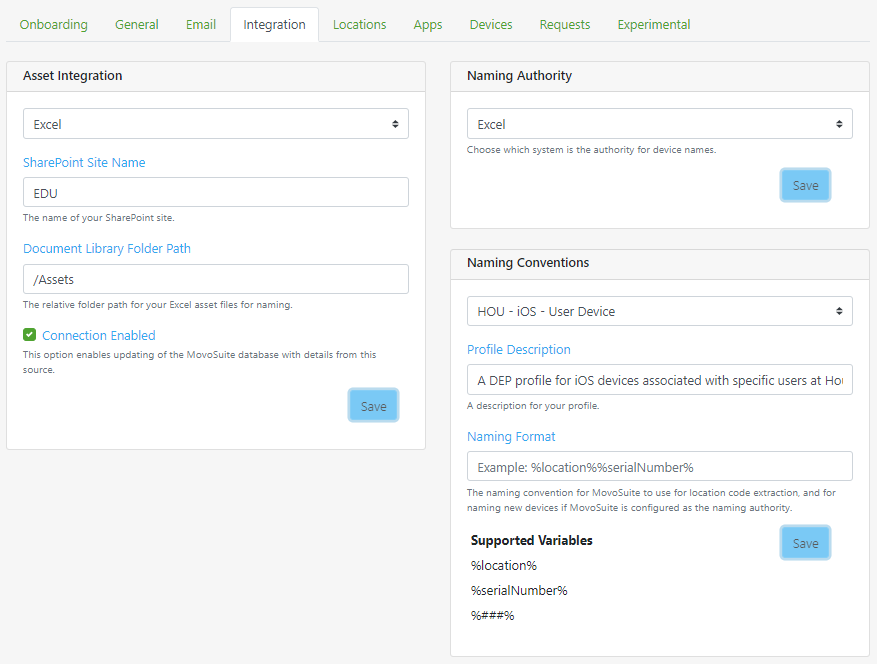 Onboarding General Email Integration Locations Apps Devices Requests Experimental
Asset Integration
Excel
SharePoint Site Name
EDU
The name of your SharePoint site.
Document Library Folder Path
/Assets
The relative folder path for your Excel asset files for naming.
Connection Enabled
This option enables updating of the MovoSuite database with details from this
source.
Save
Naming Authority
Excel
Choose which system is the authority for device names.
Save
Naming Conventions
HOU - iOS - User Device
Profile Description
A DEP profile for iOS devices associated with specific users at Hou
A description for your profile.
Naming Format
Example: %location%%serialNumber%
The naming convention for MovoSuite to use for location code extraction, and for
naming new devices if MovoSuite is configured as the naming authority.
Supported Variables
Save
%location%
%serialNumber%
%###%